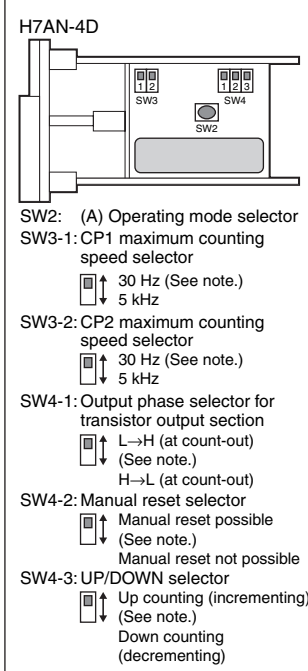 H7AN-4D
1 2
1 2 3
SW3
SW4
SW2
SW2: (A) Operating mode selector
SW3-1: CP1 maximum counting
speed selector
30 Hz (See note.)
5 kHz
SW3-2: CP2 maximum counting
speed selector
30 Hz (See note.)
5 kHz
SW4-1: Output phase selector for
transistor output section
L→H (at count-out)
(See note.)
H→L (at count-out)
SW4-2: Manual reset selector
Manual reset possible
(See note.)
Manual reset not possible
SW4-3: UP/DOWN selector
Up counting (incrementing)
(See note.)
Down counting
(decrementing)